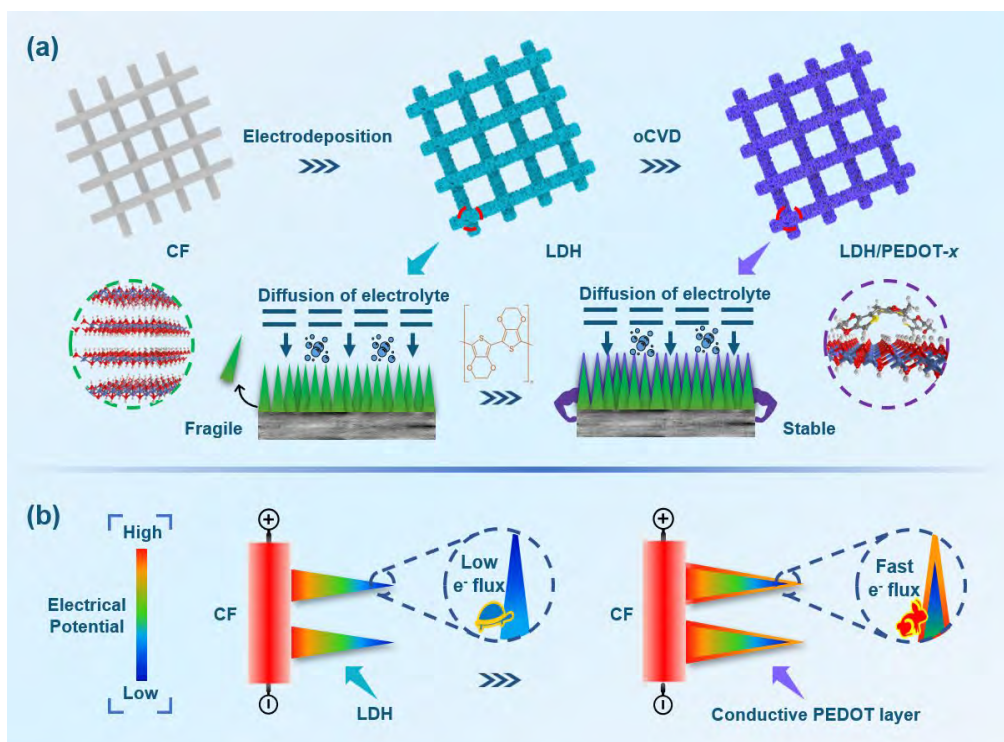 (a)
Electrodeposition
oCVD
CF
LDH
LDH/PEDOT-x
Diffusion of electrolyte
Diffusion of electrolyte
O
O
S
S
O
O
n
Fragile
Stable
(b)
High
Electrical
Potential
Low
+
CF
−
Low
e⁻ flux
LDH
+
CF
−
Fast
e⁻ flux
Conductive PEDOT layer